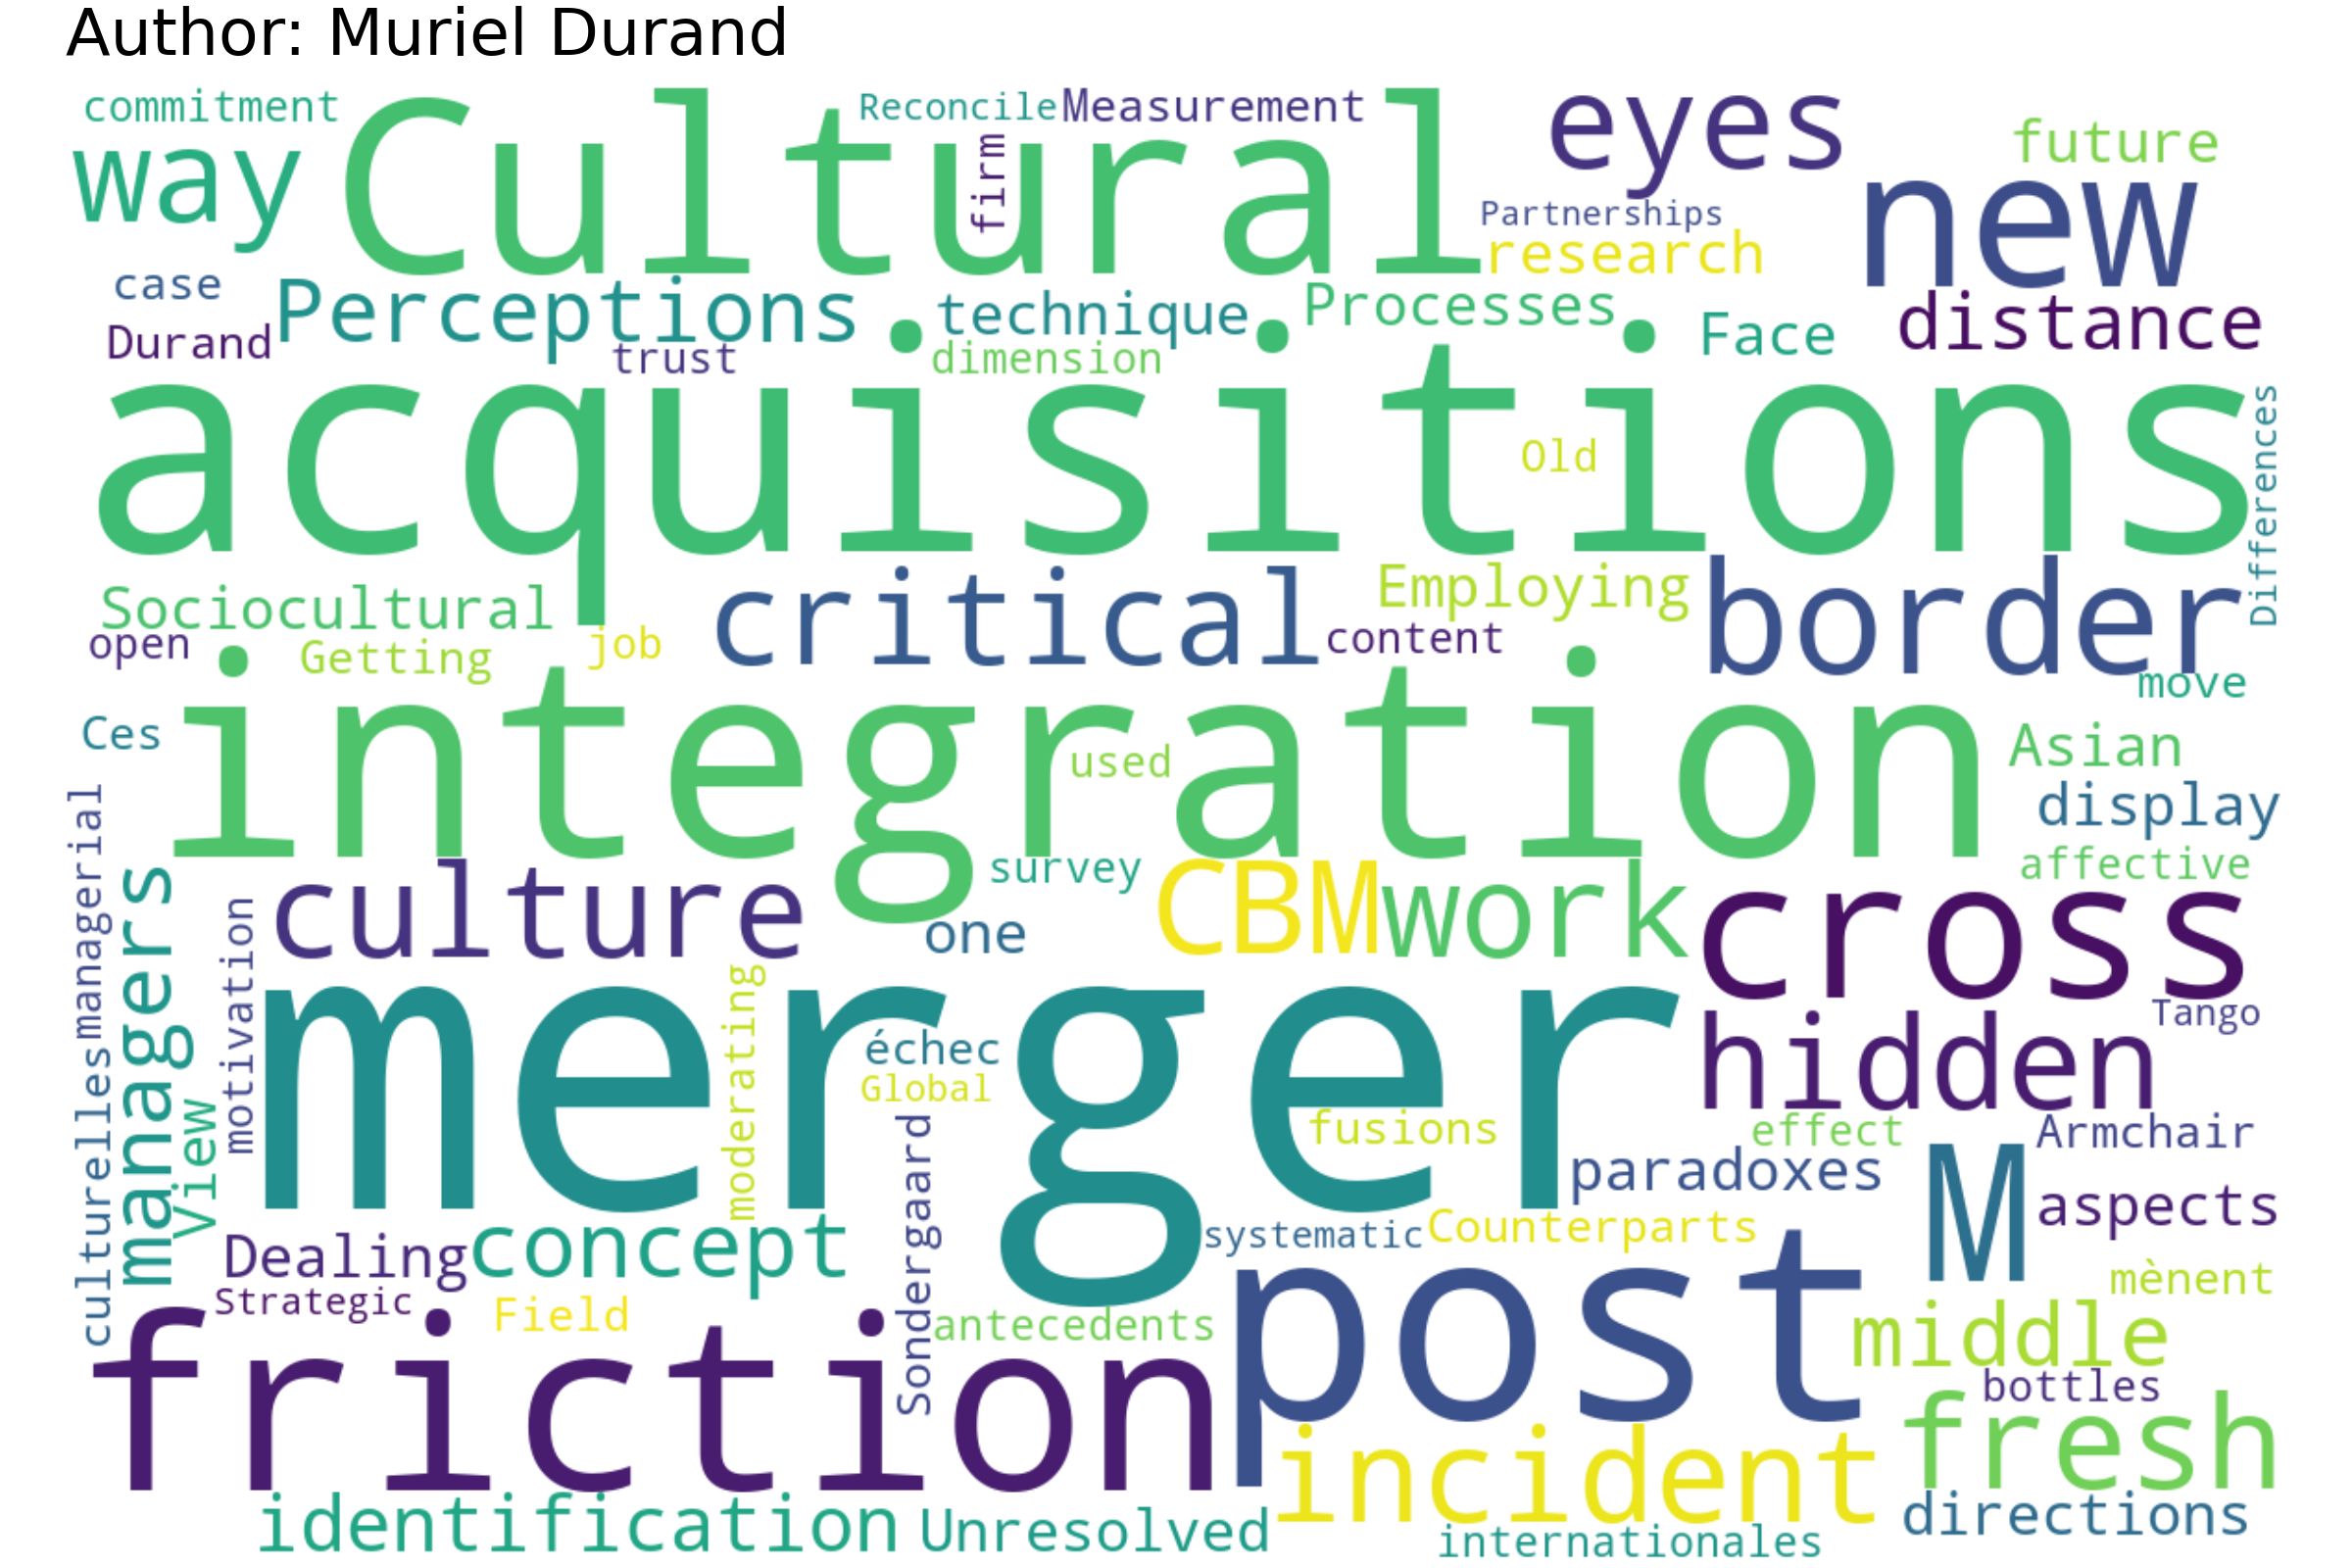 Author: Muriel Durand
commitment
Cultural
Reconcile
Measurement
eyes
future
way
firm
new
Partnerships
research
case
Perceptions
technique
Processes
Face
distance
Durand
trust
dimension
acquisitions
Old
Differences
Sociocultural
critical
Employing
border
open
Getting
job
content
move
Ces
integration
used
Asian
display
managerial
culture
survey
CBM
work
affective
one
cross
managers
motivation
merger
moderating
échec
Global
fusions
hidden
Tango
culturelles
View
effect
Armchair
paradoxes
M
aspects
Dealing
concept
Sondergaard
systematic
Counterparts
post
mènent
Strategic
Field
antecedents
middle
friction
bottles
incident
fresh
identification
Unresolved
internationales
directions